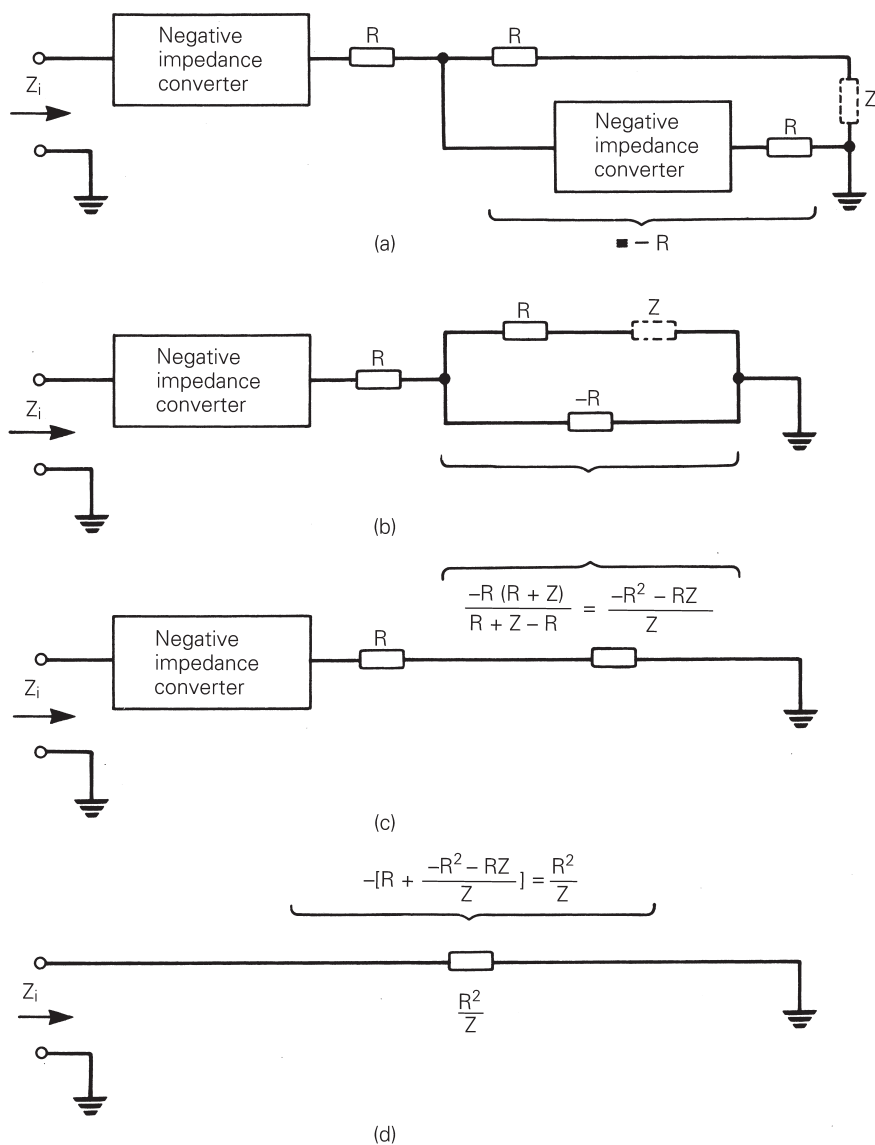 Negative
impedance
converter
R
R
Zi
Z
Negative
impedance
converter
R
(a)
■ – R
Negative
impedance
converter
R
R
Z
Zi
–R
(b)
–R (R + Z) / R + Z – R = –R² – RZ / Z
Negative
impedance
converter
R
Zi
(c)
–[R + –R² – RZ / Z ] = R² / Z
Zi
R² / Z
(d)